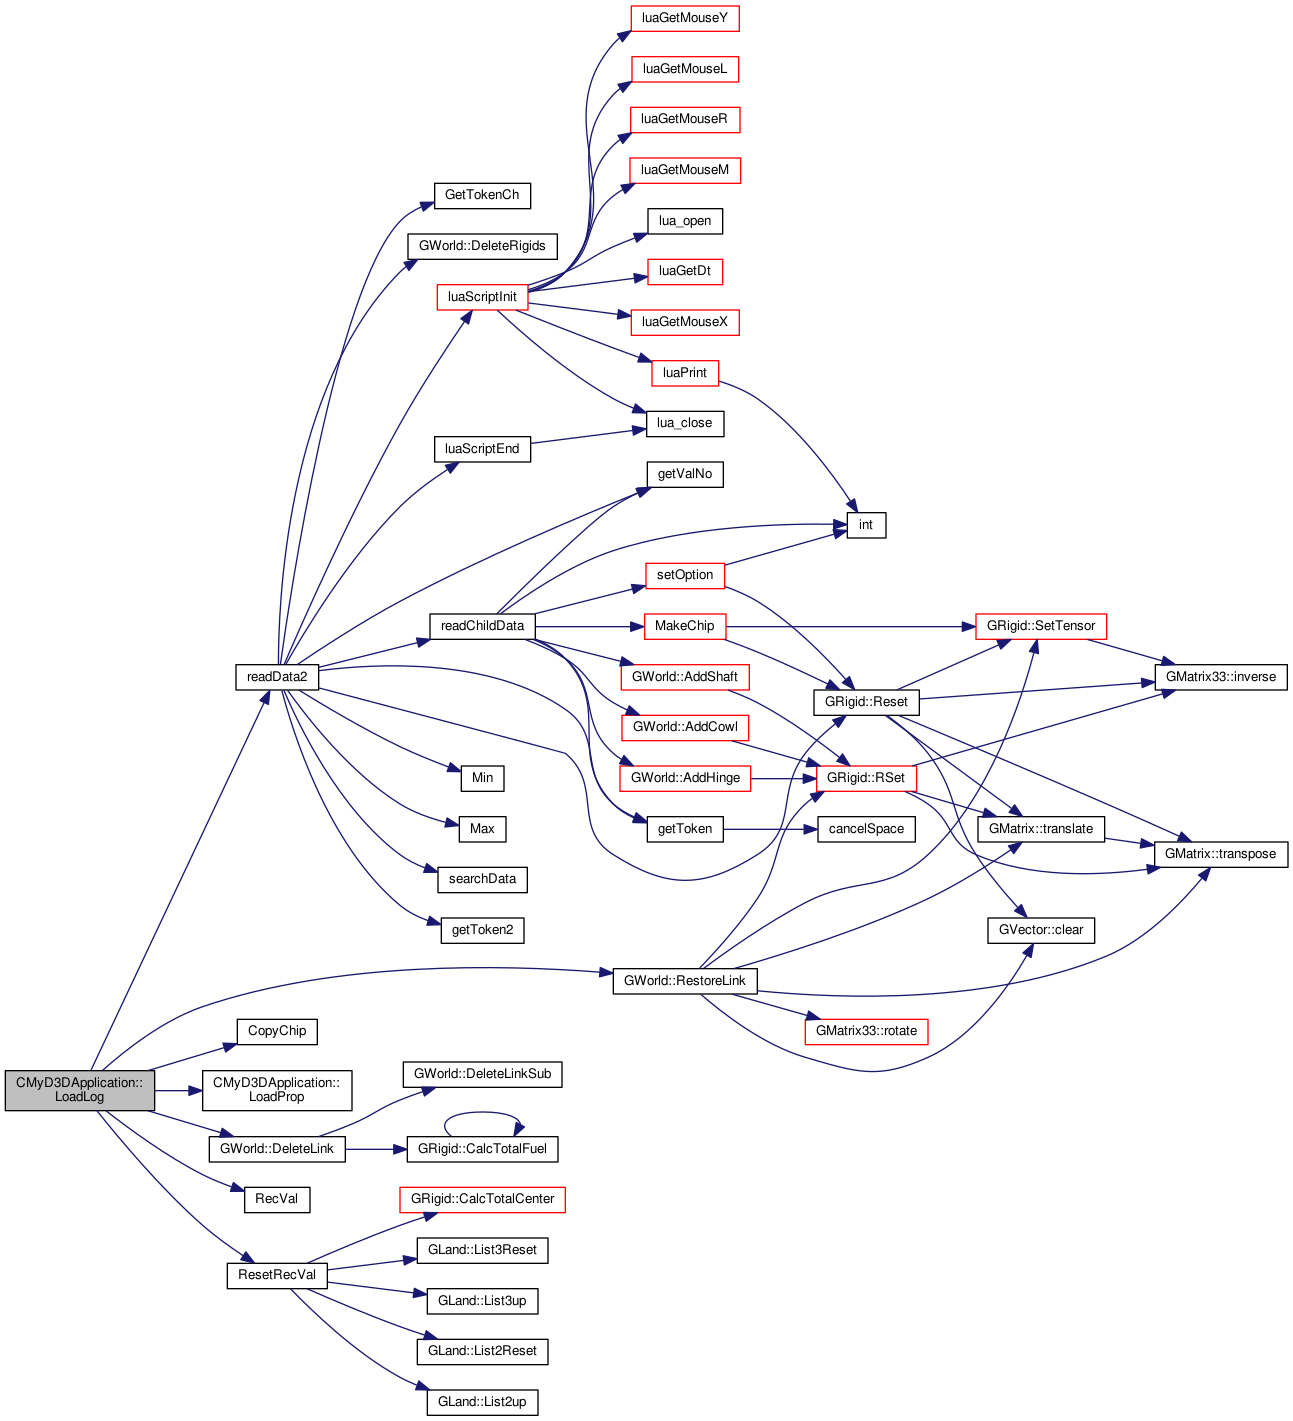 luaGetMouseY
luaGetMouseL
luaGetMouseR
luaGetMouseM
GetTokenCh
lua_open
GWorld::DeleteRigids
luaGetDt
luaScriptInit
luaGetMouseX
luaPrint
lua_close
luaScriptEnd
getValNo
int
setOption
readChildData
MakeChip
GRigid::SetTensor
readData2
GWorld::AddShaft
GMatrix33::inverse
GRigid::Reset
GWorld::AddCowl
Min
GWorld::AddHinge
GRigid::RSet
Max
getToken
cancelSpace
GMatrix::translate
GMatrix::transpose
searchData
getToken2
GVector::clear
GWorld::RestoreLink
CopyChip
GMatrix33::rotate
GWorld::DeleteLinkSub
CMyD3DApplication::
LoadLog
CMyD3DApplication::
LoadProp
GWorld::DeleteLink
GRigid::CalcTotalFuel
RecVal
GRigid::CalcTotalCenter
GLand::List3Reset
ResetRecVal
GLand::List3up
GLand::List2Reset
GLand::List2up